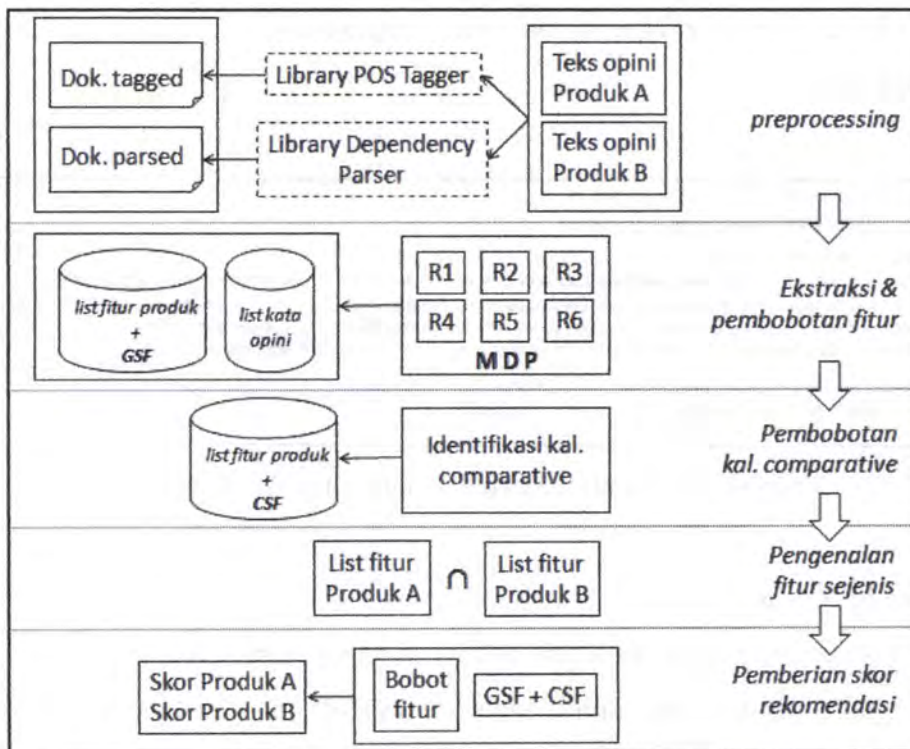 Dok. tagged
Library POS Tagger
Teks opini
Produk A
Dok. parsed
Library Dependency
Parser
Teks opini
Produk B
preprocessing
list fitur produk
+
GSF
list kata
opini
R1 R2 R3
R4 R5 R6
MDP
Ekstraksi &
pembobotan fitur
list fitur produk
+
CSF
Identifikasi kal.
comparative
Pembobotan
kal. comparative
List fitur
Produk A
∩
List fitur
Produk B
Pengenalan
fitur sejenis
Skor Produk A
Skor Produk B
Bobot
fitur
GSF + CSF
Pemberian skor
rekomendasi